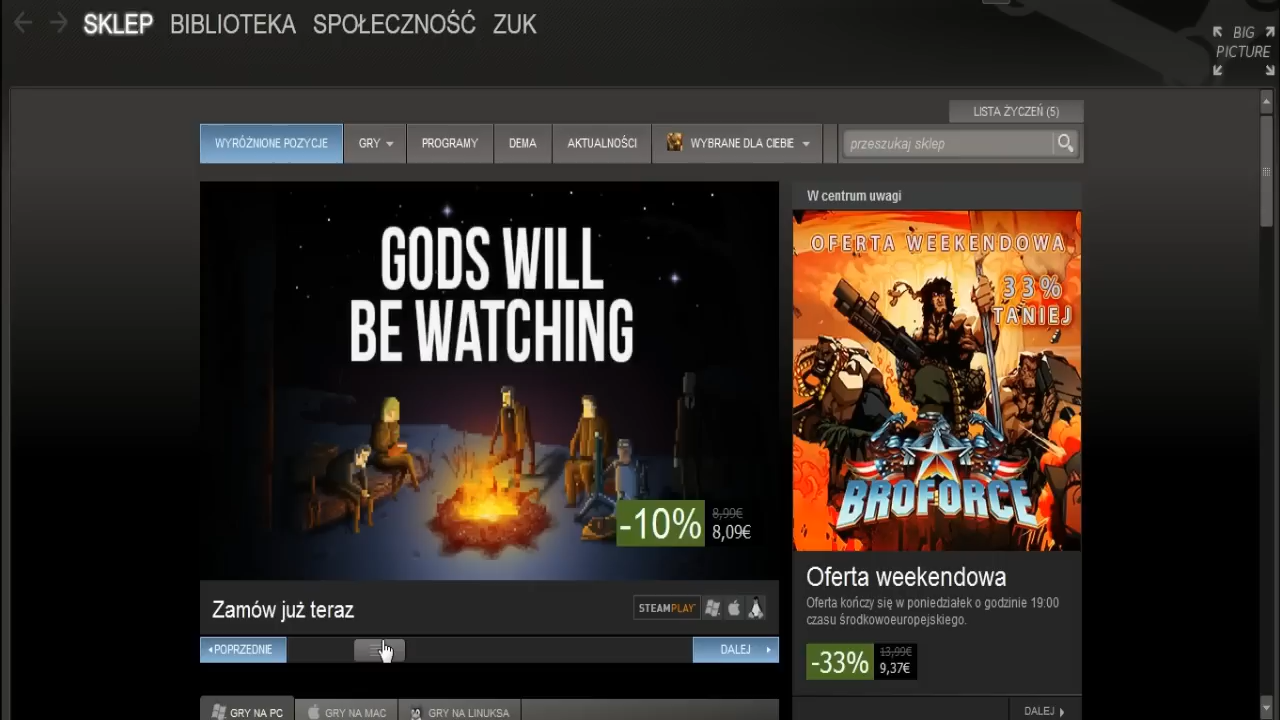 SKLEP BIBLIOTEKA SPOŁECZNOŚĆ ZUK
BIG
PICTURE
LISTA ŻYCZEŃ (5)
WYRÓŻNIONE POZYCJE GRY PROGRAMY DEMA AKTUALNOŚCI WYBRANE DLA CIEBIE przeszukaj sklep
GODS WILL
BE WATCHING
-10%
8,99€
8,09€
Zamów już teraz
STEAMPLAY
POPRZEDNIE
DALEJ
W centrum uwagi
OFERTA WEEKENDOWA
33%
TANIEJ
BROFORCE
Oferta weekendowa
Oferta kończy się w poniedziałek o godzinie 19:00
czasu środkowoeuropejskiego.
-33%
13,99€
9,37€
DALEJ
GRY NA PC GRY NA MAC GRY NA LINUKSA